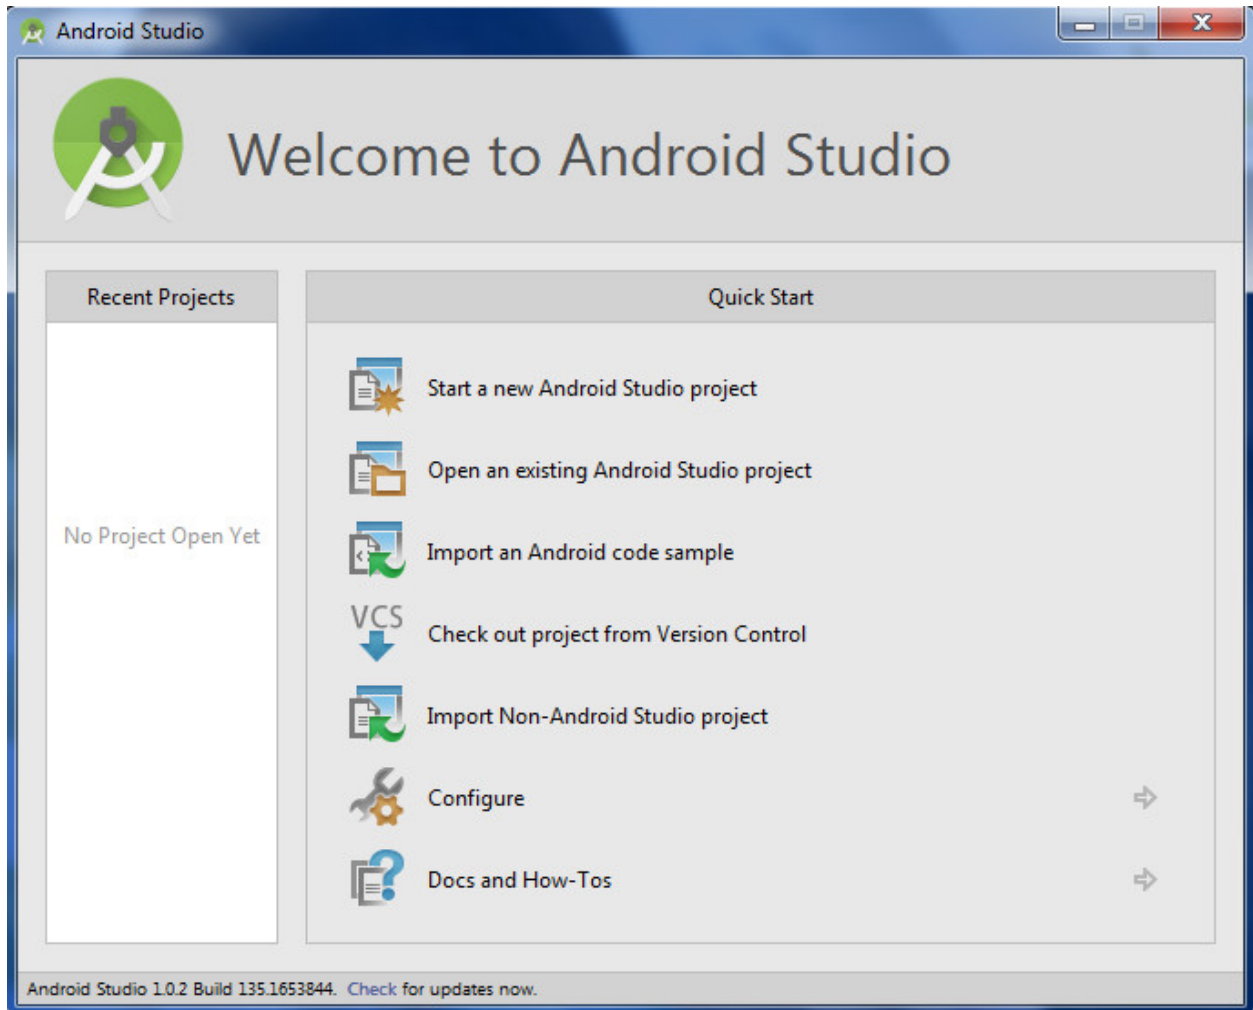 Android Studio
Welcome to Android Studio
Recent Projects
No Project Open Yet
Quick Start
Start a new Android Studio project
Open an existing Android Studio project
Import an Android code sample
VCS
Check out project from Version Control
Import Non-Android Studio project
Configure
Docs and How-Tos
Android Studio 1.0.2 Build 135.1653844. Check for updates now.